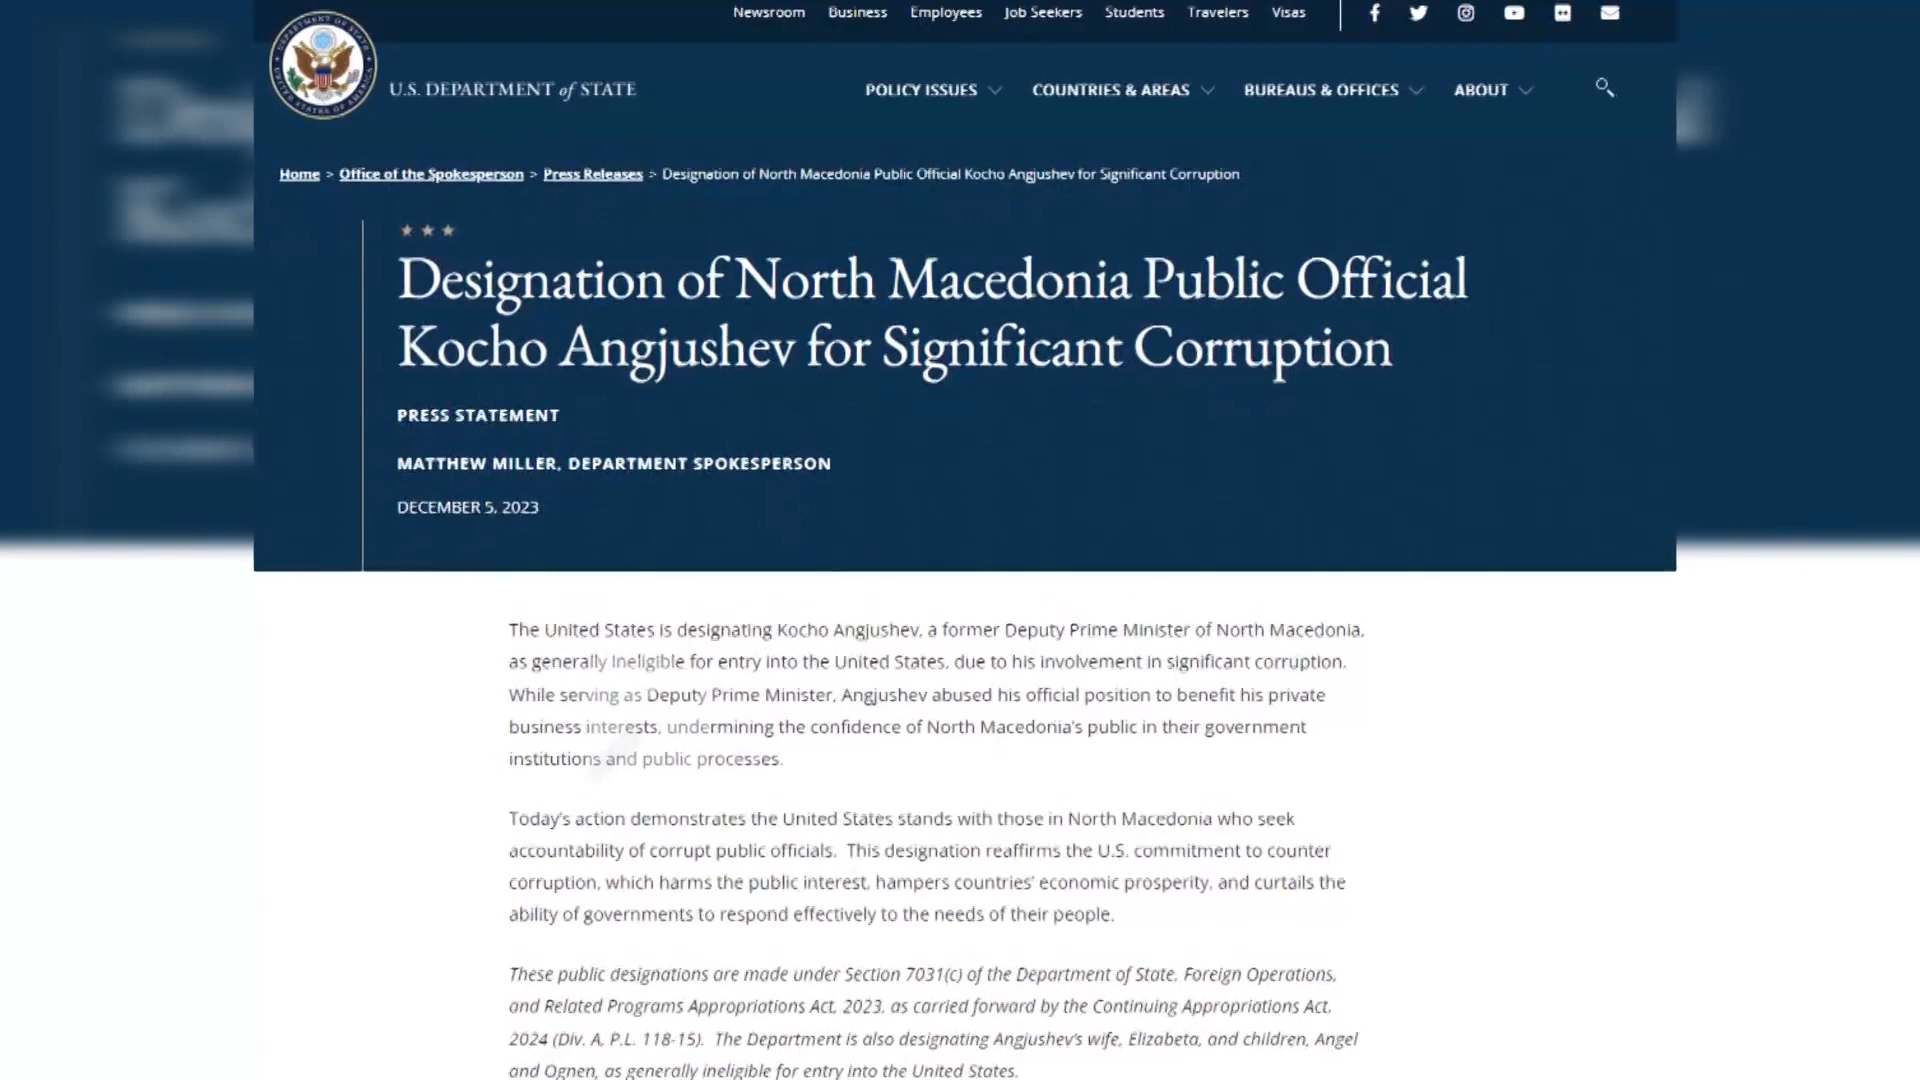 Newsroom Business Employees Job Seekers Students Travelers Visas
U.S. DEPARTMENT of STATE
POLICY ISSUES COUNTRIES & AREAS BUREAUS & OFFICES ABOUT
Home > Office of the Spokesperson > Press Releases > Designation of North Macedonia Public Official Kocho Angjushev for Significant Corruption
Designation of North Macedonia Public Official
Kocho Angjushev for Significant Corruption
PRESS STATEMENT
MATTHEW MILLER, DEPARTMENT SPOKESPERSON
DECEMBER 5, 2023
The United States is designating Kocho Angjushev, a former Deputy Prime Minister of North Macedonia,
as generally ineligible for entry into the United States, due to his involvement in significant corruption.
While serving as Deputy Prime Minister, Angjushev abused his official position to benefit his private
business interests, undermining the confidence of North Macedonia's public in their government
institutions and public processes.
Today's action demonstrates the United States stands with those in North Macedonia who seek
accountability of corrupt public officials. This designation reaffirms the U.S. commitment to counter
corruption, which harms the public interest, hampers countries' economic prosperity, and curtails the
ability of governments to respond effectively to the needs of their people.
These public designations are made under Section 7031(c) of the Department of State, Foreign Operations,
and Related Programs Appropriations Act, 2023, as carried forward by the Continuing Appropriations Act,
2024 (Div. A, P.L. 118-15). The Department is also designating Angjushev's wife, Elizabeta, and children, Angel
and Ognen, as generally ineligible for entry into the United States.